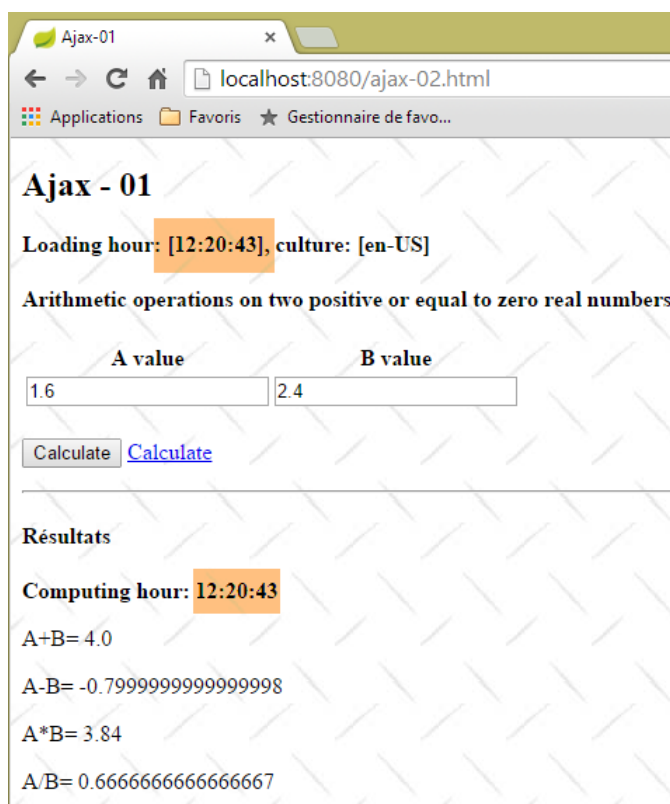 Ajax-01
localhost:8080/ajax-02.html
Applications Favoris Gestionnaire de favo...
Ajax - 01
Loading hour: [12:20:43], culture: [en-US]
Arithmetic operations on two positive or equal to zero real numbers
A value B value
1.6 2.4
Calculate Calculate
Résultats
Computing hour: 12:20:43
A+B= 4.0
A-B= -0.7999999999999998
A*B= 3.84
A/B= 0.6666666666666667